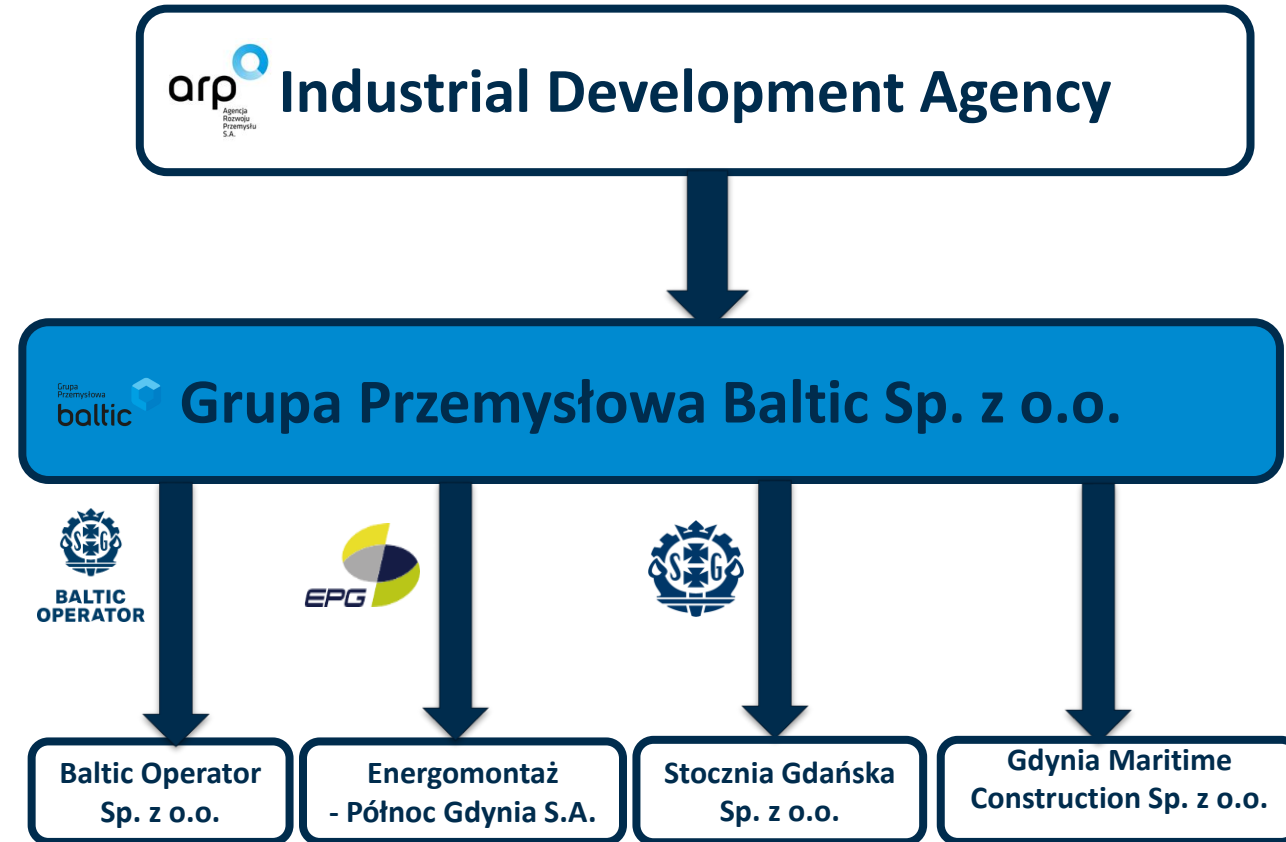 arp
Agencja
Rozwoju
Przemysłu
S.A.
Industrial Development Agency
Grupa
Przemysłowa
baltic
Grupa Przemysłowa Baltic Sp. z o.o.
S G
BALTIC
OPERATOR
EPG
S G
Baltic Operator
Sp. z o.o.
Energomontaż
- Północ Gdynia S.A.
Stocznia Gdańska
Sp. z o.o.
Gdynia Maritime
Construction Sp. z o.o.